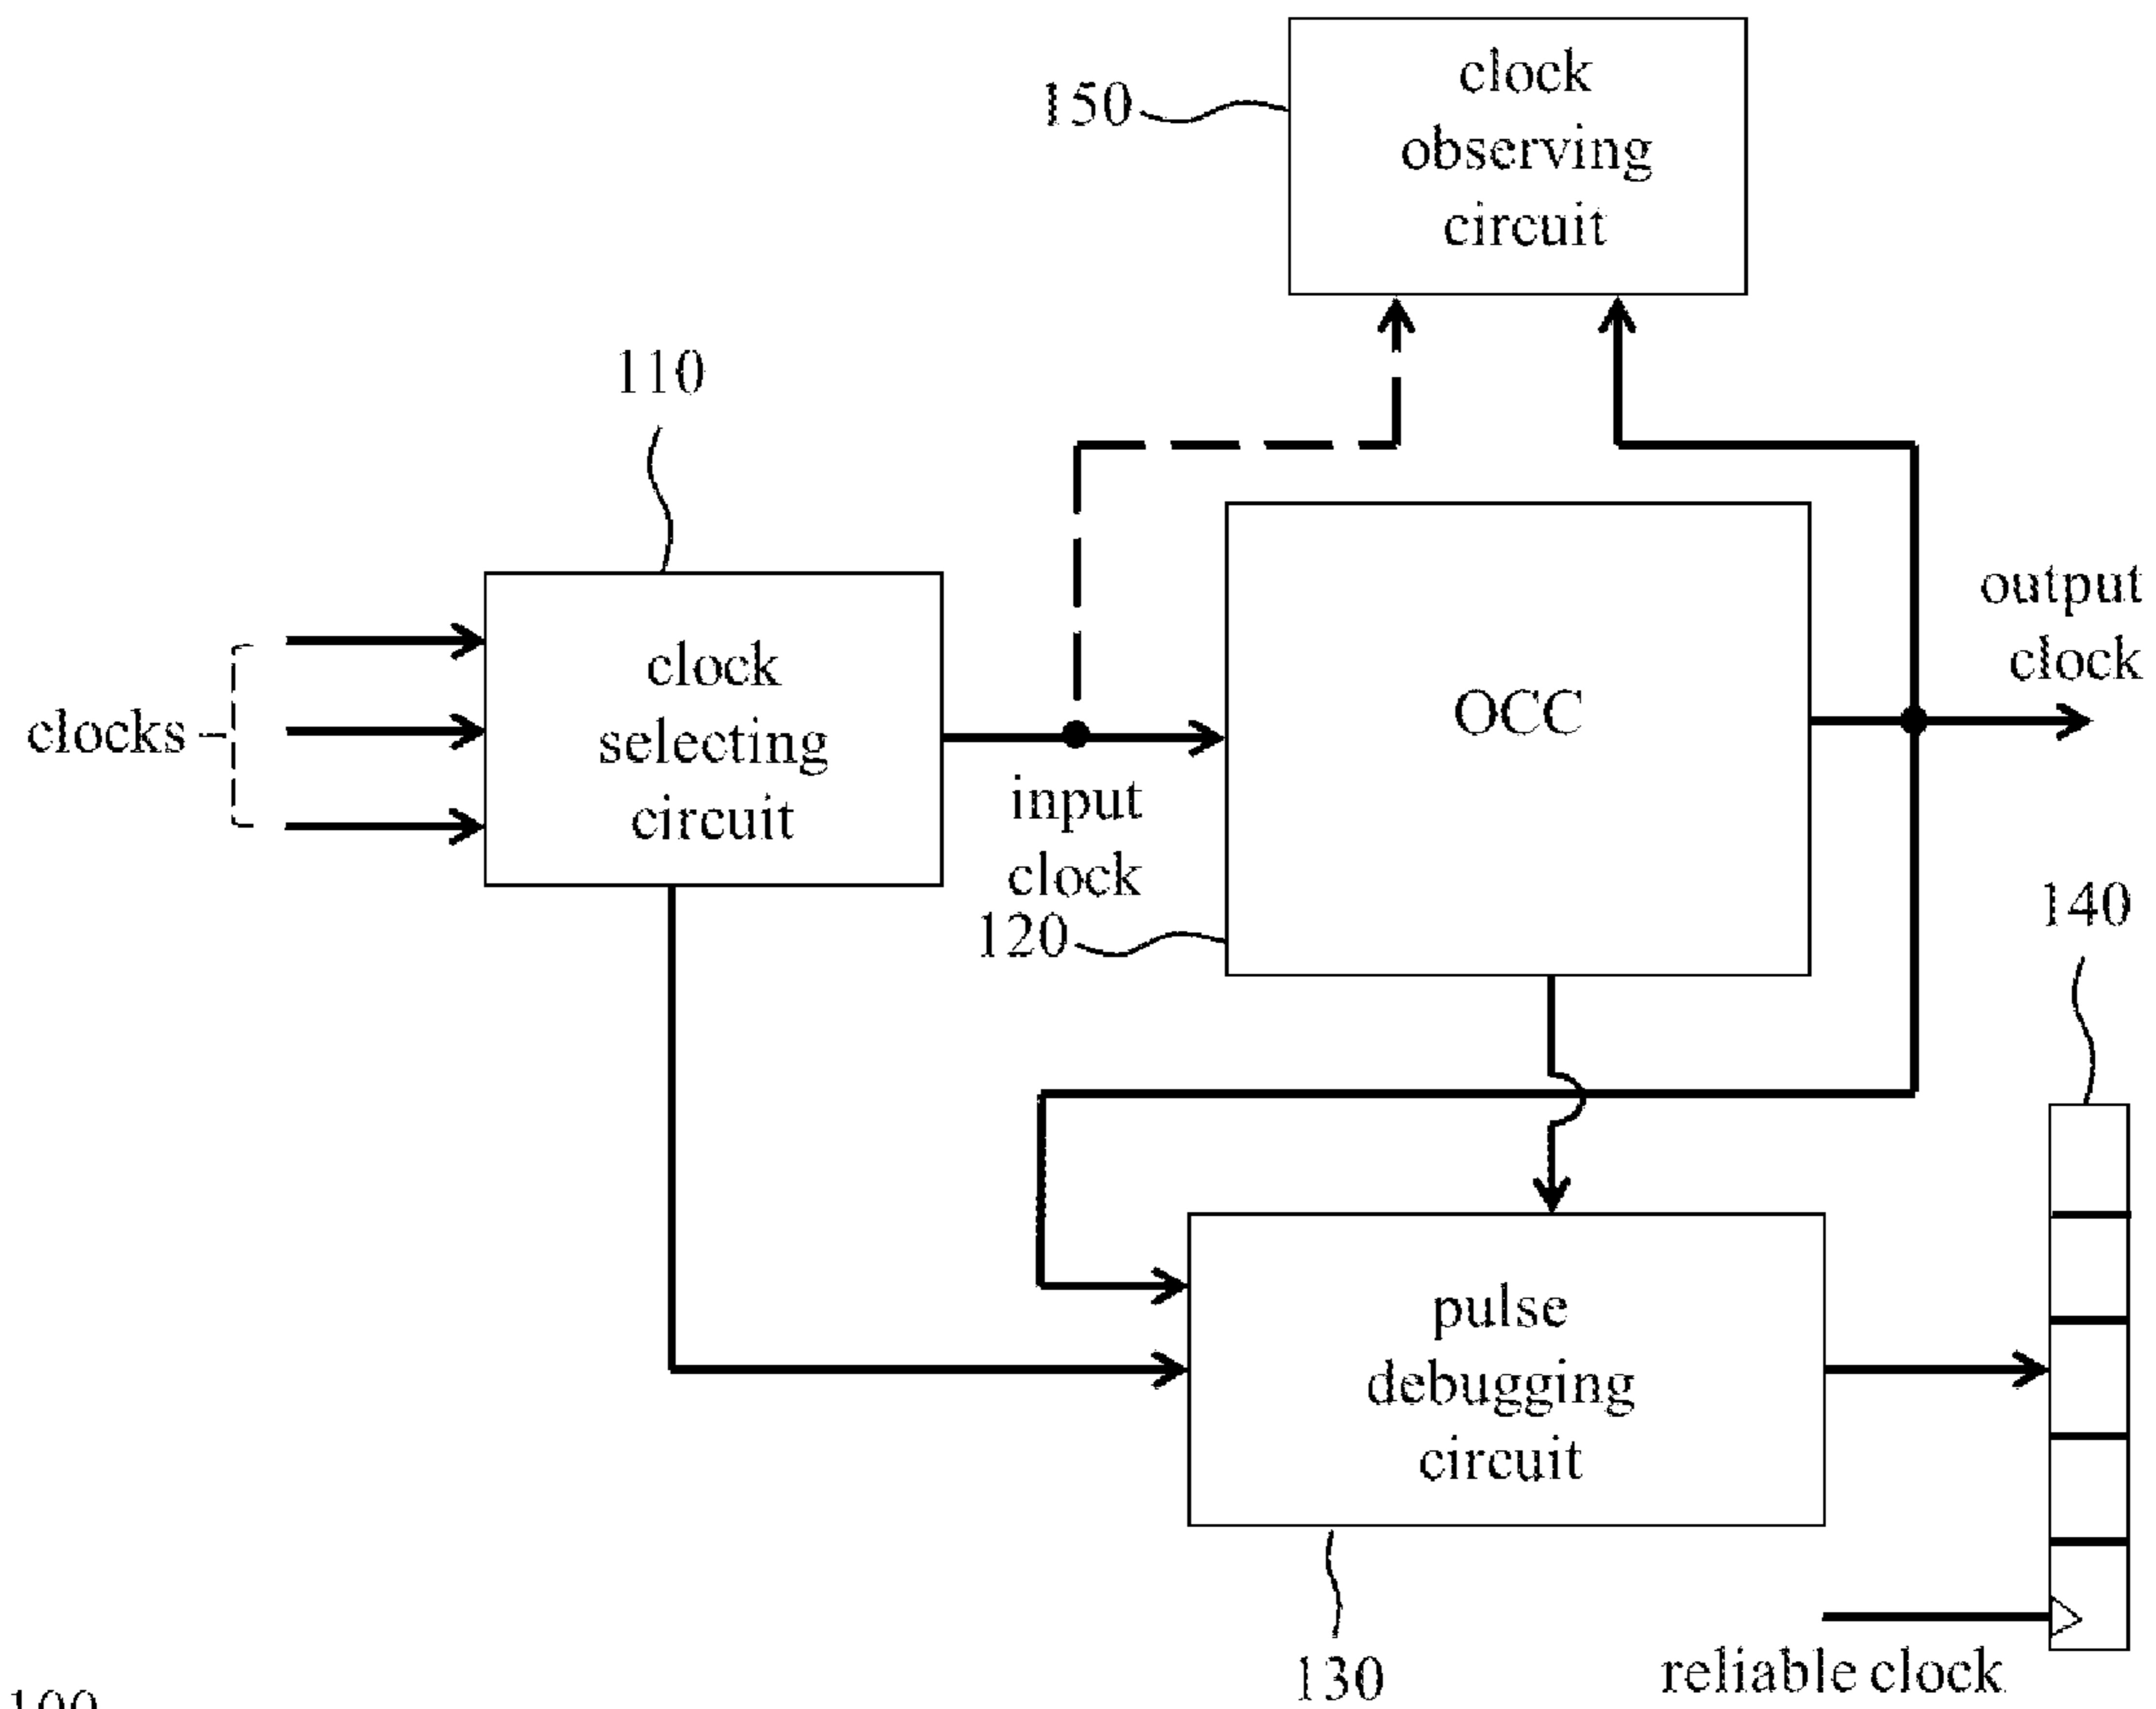 clock
observing
circuit
150
110
clocks
clock
selecting
circuit
input
clock
120
OCC
output
clock
140
pulse
debugging
circuit
130
reliable clock
100